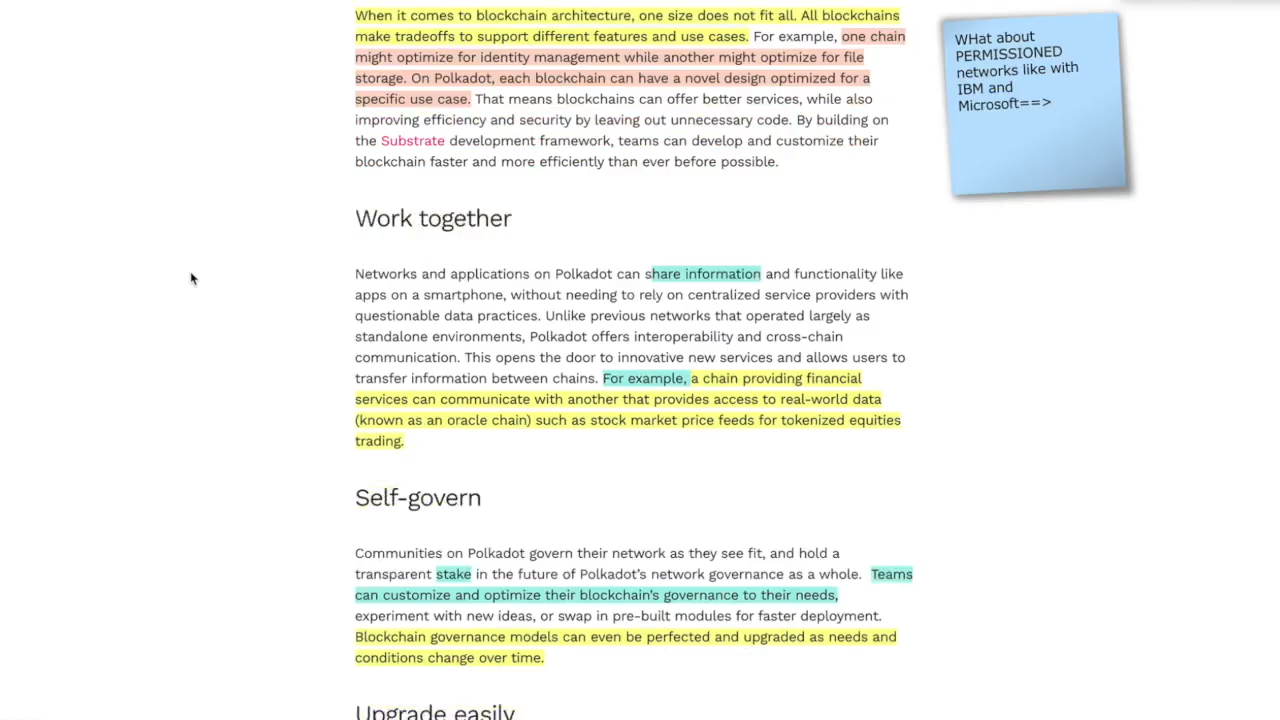 When it comes to blockchain architecture, one size does not fit all. All blockchains
make tradeoffs to support different features and use cases. For example, one chain
might optimize for identity management while another might optimize for file
storage. On Polkadot, each blockchain can have a novel design optimized for a
specific use case. That means blockchains can offer better services, while also
improving efficiency and security by leaving out unnecessary code. By building on
the Substrate development framework, teams can develop and customize their
blockchain faster and more efficiently than ever before possible.
WHat about
PERMISSIONED
networks like with
IBM and
Microsoft==>
Work together
Networks and applications on Polkadot can share information and functionality like
apps on a smartphone, without needing to rely on centralized service providers with
questionable data practices. Unlike previous networks that operated largely as
standalone environments, Polkadot offers interoperability and cross-chain
communication. This opens the door to innovative new services and allows users to
transfer information between chains. For example, a chain providing financial
services can communicate with another that provides access to real-world data
(known as an oracle chain) such as stock market price feeds for tokenized equities
trading.
Self-govern
Communities on Polkadot govern their network as they see fit, and hold a
transparent stake in the future of Polkadot's network governance as a whole. Teams
can customize and optimize their blockchain's governance to their needs,
experiment with new ideas, or swap in pre-built modules for faster deployment.
Blockchain governance models can even be perfected and upgraded as needs and
conditions change over time.
Upgrade easily